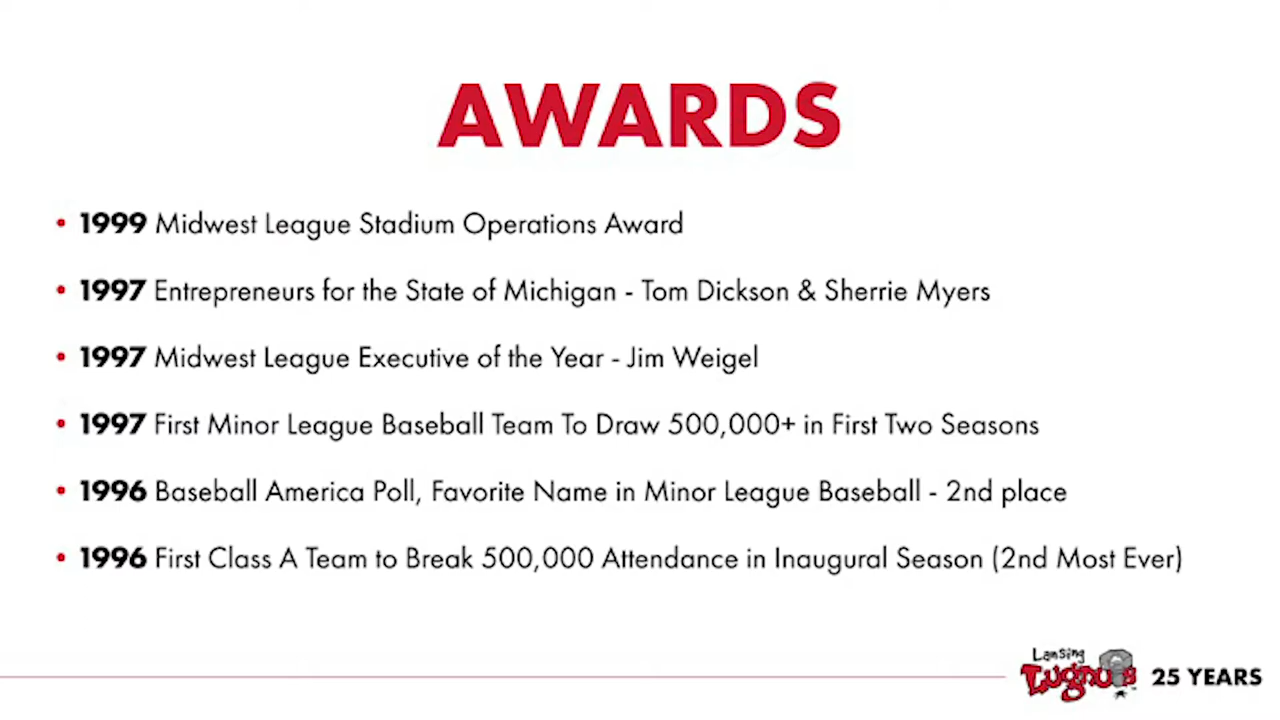 AWARDS
• 1999 Midwest League Stadium Operations Award
• 1997 Entrepreneurs for the State of Michigan - Tom Dickson & Sherrie Myers
• 1997 Midwest League Executive of the Year - Jim Weigel
• 1997 First Minor League Baseball Team To Draw 500,000+ in First Two Seasons
• 1996 Baseball America Poll, Favorite Name in Minor League Baseball - 2nd place
• 1996 First Class A Team to Break 500,000 Attendance in Inaugural Season (2nd Most Ever)
Lansing
Lugnuts 25 YEARS